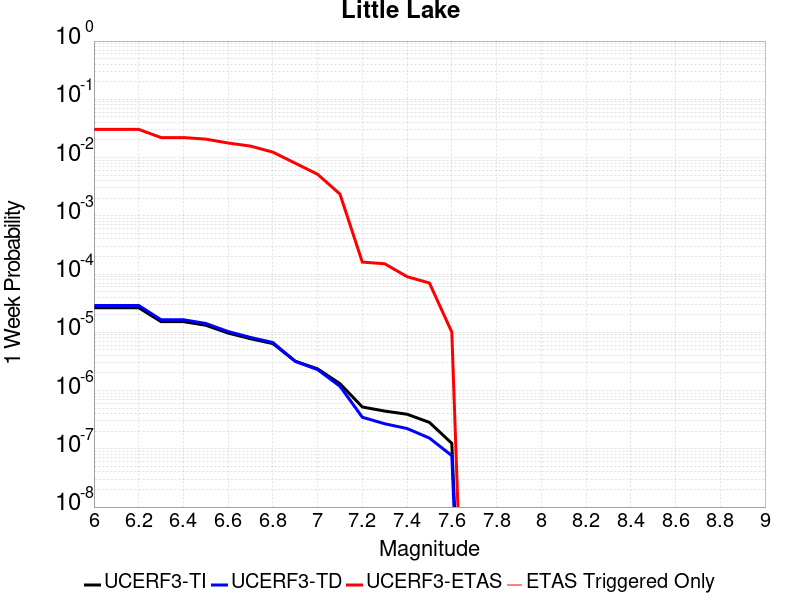 Little Lake
10^0
10^-1
10^-2
10^-3
10^-4
10^-5
10^-6
10^-7
10^-8
1 Week Probability
6 6.2 6.4 6.6 6.8 7 7.2 7.4 7.6 7.8 8 8.2 8.4 8.6 8.8 9
Magnitude
UCERF3-TI UCERF3-TD UCERF3-ETAS ETAS Triggered Only